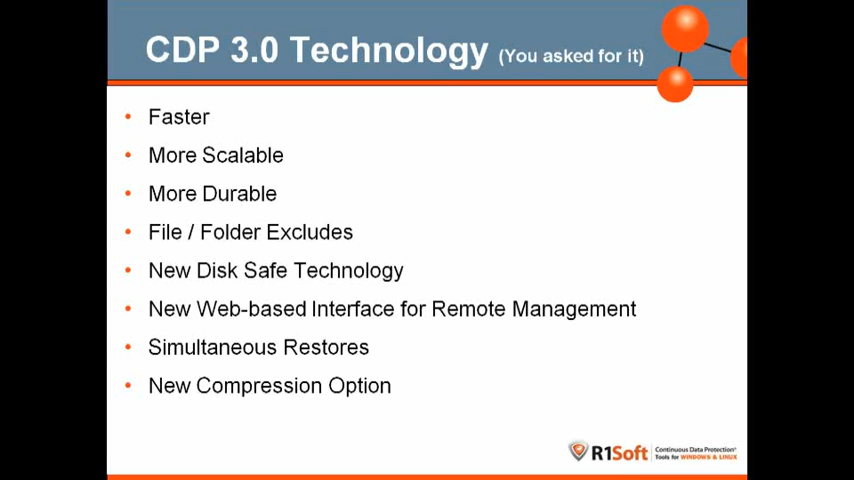 CDP 3.0 Technology (You asked for it)
• Faster
• More Scalable
• More Durable
• File / Folder Excludes
• New Disk Safe Technology
• New Web-based Interface for Remote Management
• Simultaneous Restores
• New Compression Option
R1Soft
Continuous Data Protection®
Tools for WINDOWS & LINUX